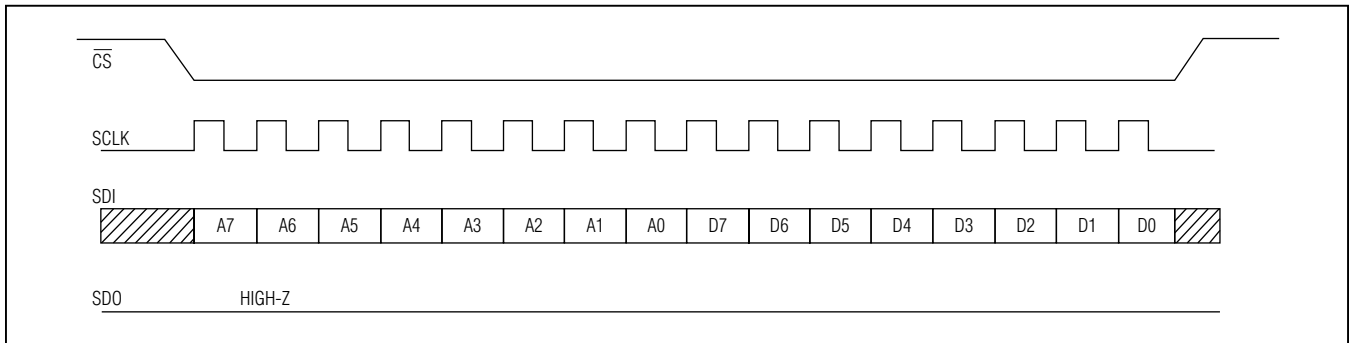 CS
SCLK
SDI
A7 A6 A5 A4 A3 A2 A1 A0 D7 D6 D5 D4 D3 D2 D1 D0
SDO HIGH-Z